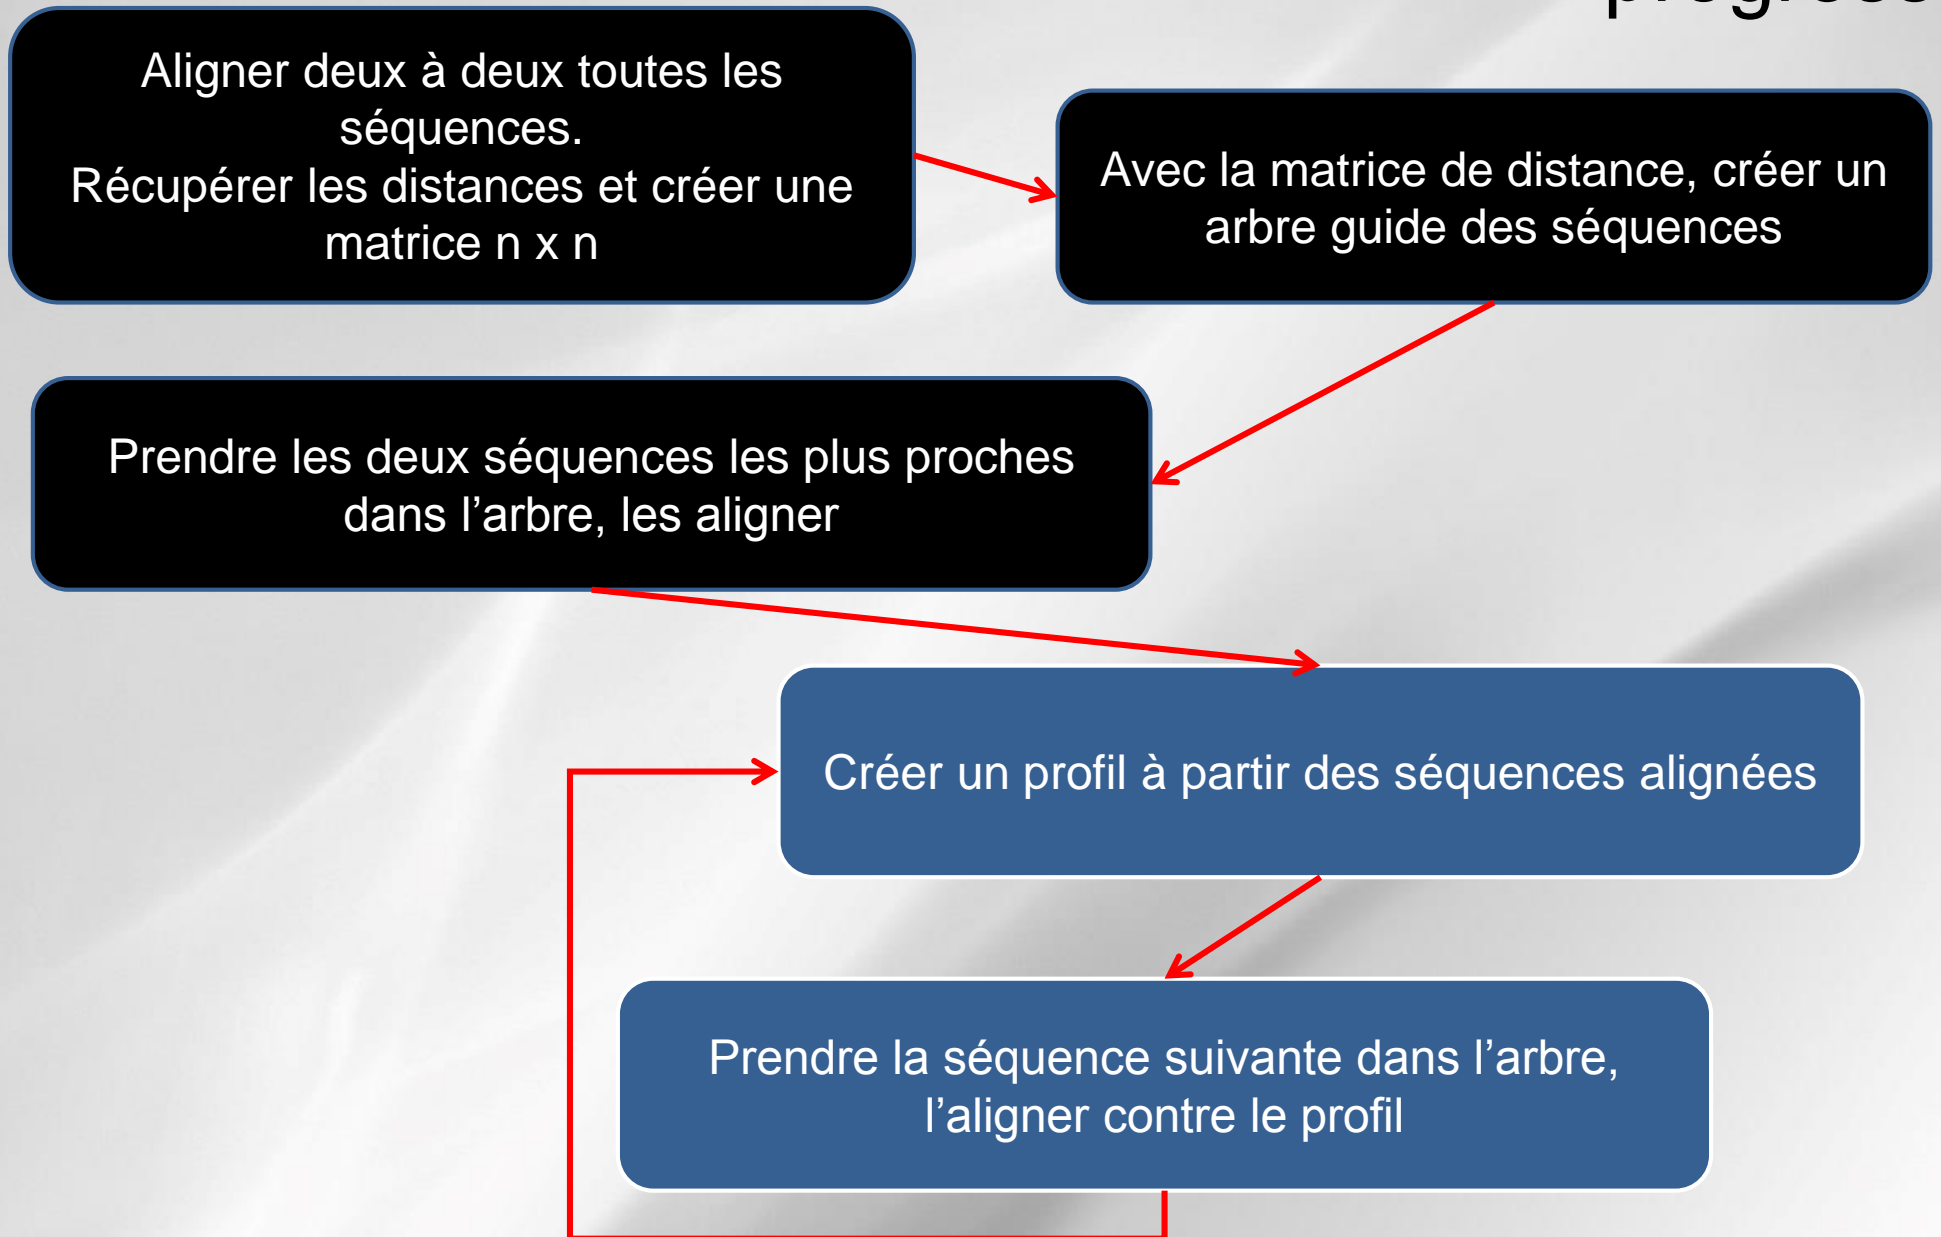 Aligner deux à deux toutes les
séquences.
Récupérer les distances et créer une
matrice n x n
Avec la matrice de distance, créer un
arbre guide des séquences
Prendre les deux séquences les plus proches
dans l’arbre, les aligner
Créer un profil à partir des séquences alignées
Prendre la séquence suivante dans l’arbre,
l’aligner contre le profil